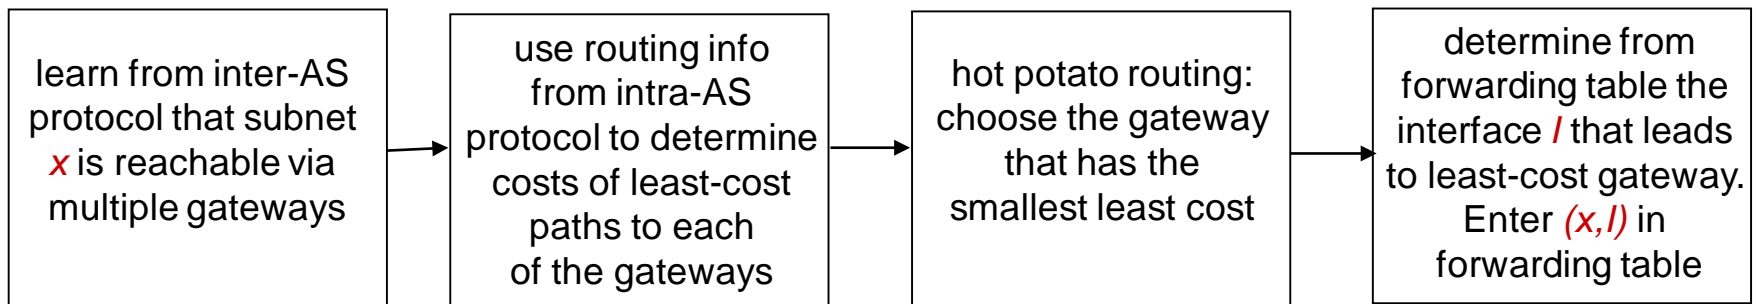 learn from inter-AS
protocol that subnet
x is reachable via
multiple gateways
use routing info
from intra-AS
protocol to determine
costs of least-cost
paths to each
of the gateways
hot potato routing:
choose the gateway
that has the
smallest least cost
determine from
forwarding table the
interface I that leads
to least-cost gateway.
Enter (x,I) in
forwarding table